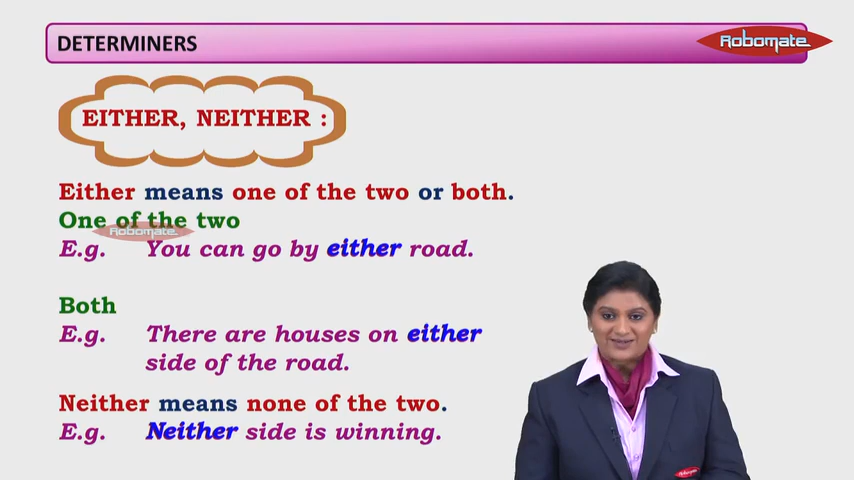 DETERMINERS
Robomate
EITHER, NEITHER :
Either means one of the two or both.
One of the two
Robomate
E.g. You can go by either road.
Both
E.g. There are houses on either
side of the road.
Neither means none of the two.
E.g. Neither side is winning.
Robomate